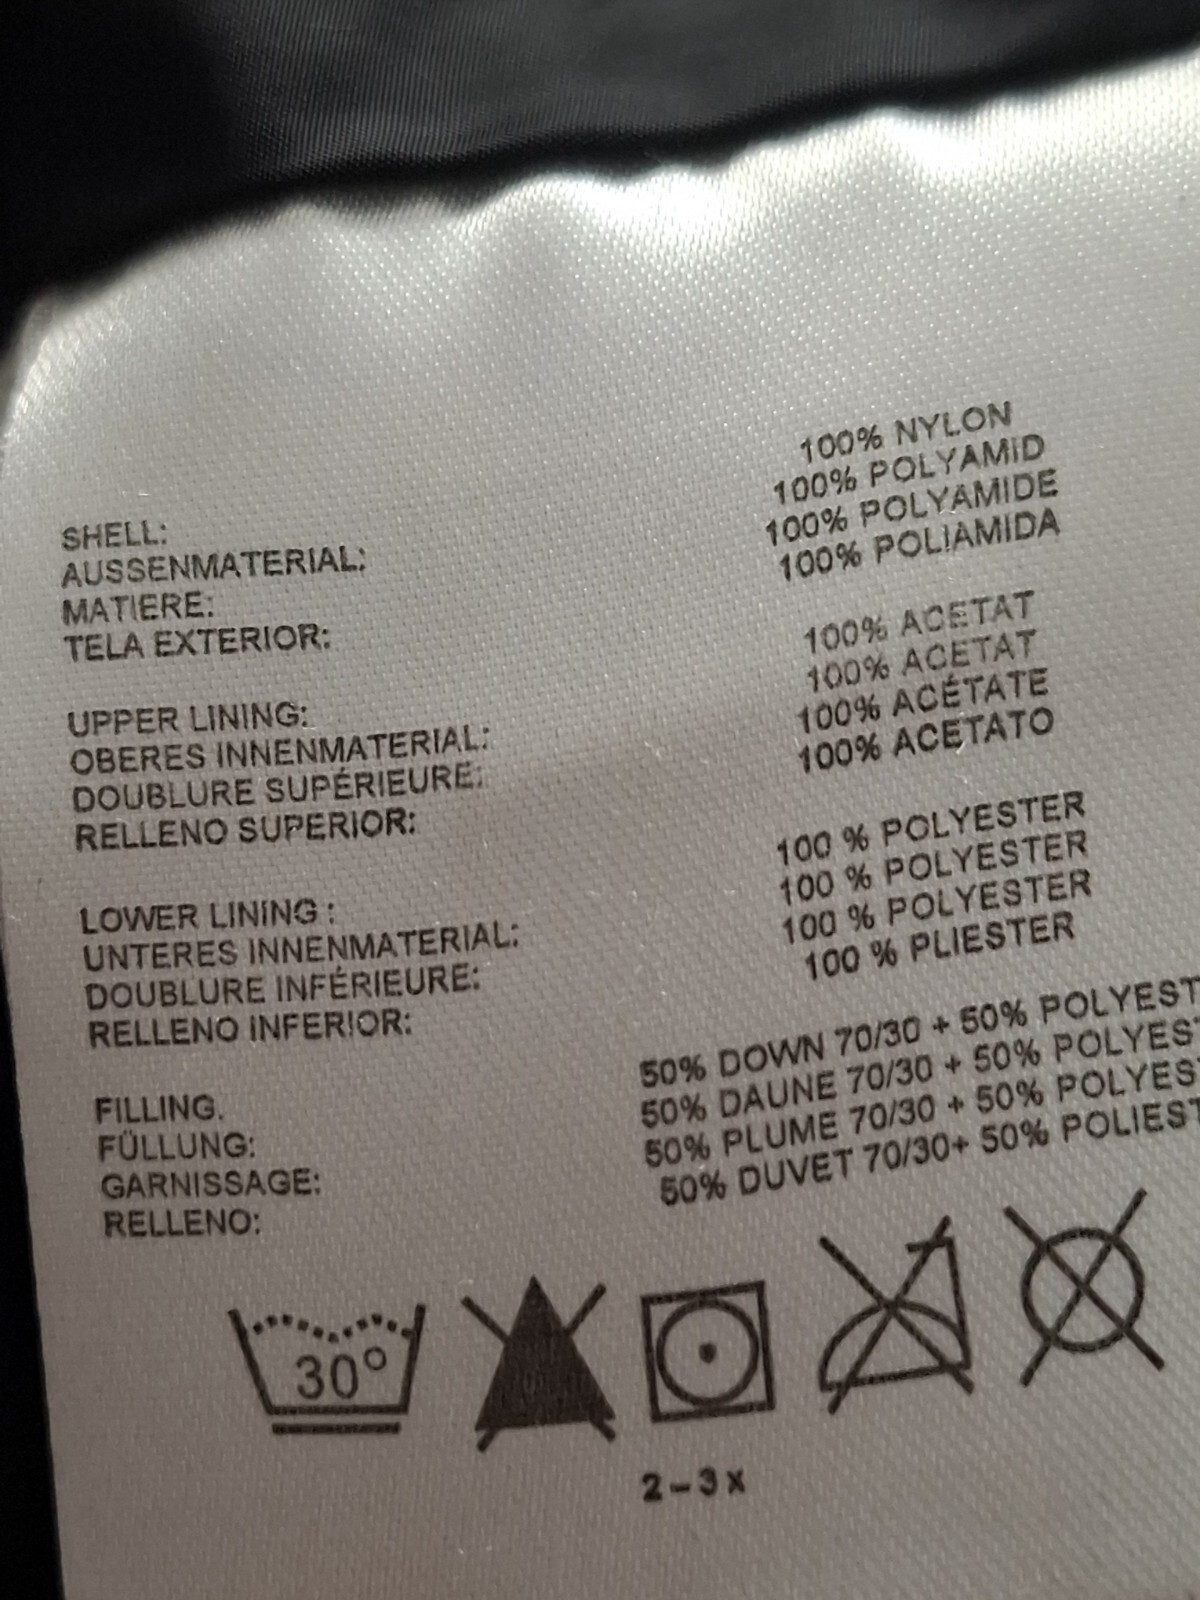 SHELL: 100% NYLON
AUSSENMATERIAL: 100% POLYAMID
MATIERE: 100% POLYAMIDE
TELA EXTERIOR: 100% POLIAMIDA
UPPER LINING: 100% ACETAT
OBERES INNENMATERIAL: 100% ACETAT
DOUBLURE SUPÉRIEURE: 100% ACÉTATE
RELLENO SUPERIOR: 100% ACETATO
LOWER LINING : 100 % POLYESTER
UNTERES INNENMATERIAL: 100 % POLYESTER
DOUBLURE INFÉRIEURE: 100 % POLYESTER
RELLENO INFERIOR: 100 % PLIESTER
FILLING. 50% DOWN 70/30 + 50% POLYEST
FÜLLUNG: 50% DAUNE 70/30 + 50% POLYES
GARNISSAGE: 50% PLUME 70/30 + 50% POLYES
RELLENO: 50% DUVET 70/30+ 50% POLIEST
30°
2-3 x